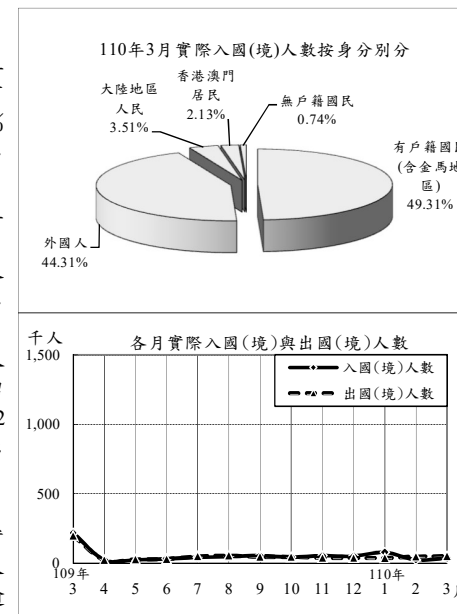 110年3月實際入國(境)人數按身分別分
香港澳門
居民
2.13%
大陸地區
人民
3.51%
無戶籍國民
0.74%
有戶籍國民
(含金馬地
區)
49.31%
外國人
44.31%
千人
各月實際入國(境)與出國(境)人數
入國(境)人數
出國(境)人數
1,500
1,000
500
0
109年
110年
3 4 5 6 7 8 9 10 11 12 1 2 3月